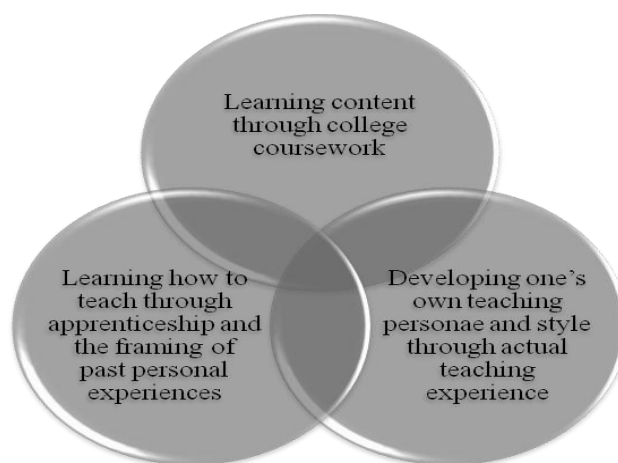 Learning content
through college
coursework
Learning how to
teach through
apprenticeship and
the framing of
past personal
experiences
Developing one’s
own teaching
personae and style
through actual
teaching
experience